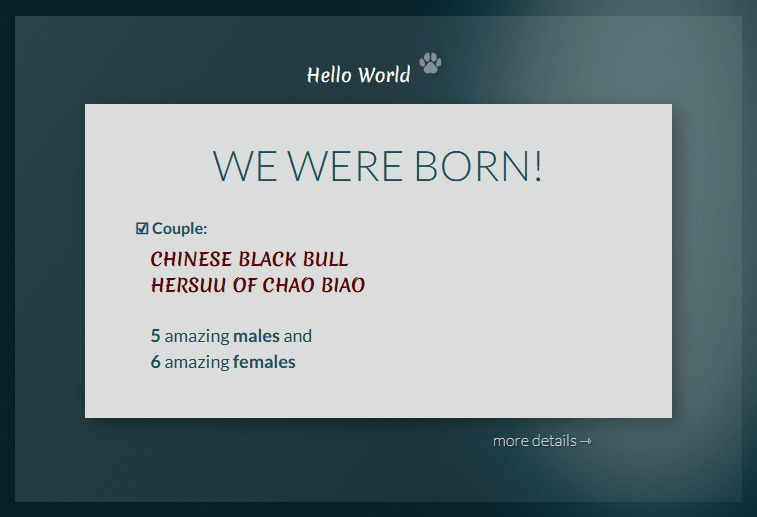 Hello World
WE WERE BORN!
☑ Couple:
CHINESE BLACK BULL
HERSUU OF CHAO BIAO
5 amazing males and
6 amazing females
more details →